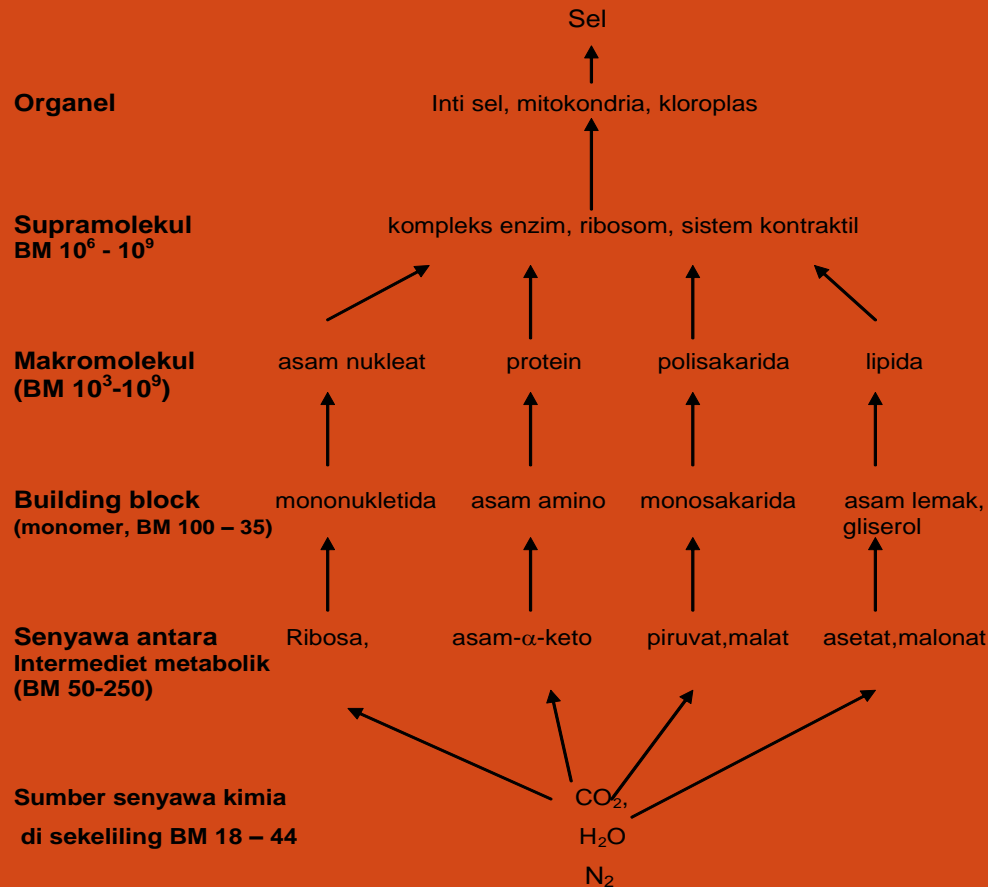 Sel
Organel Inti sel, mitokondria, kloroplas
Supramolekul kompleks enzim, ribosom, sistem kontraktil
BM 10⁶ - 10⁹
Makromolekul asam nukleat protein polisakarida lipida
(BM 10³-10⁹)
Building block mononukletida asam amino monosakarida asam lemak,
(monomer, BM 100 – 35) gliserol
Senyawa antara Ribosa, asam-α-keto piruvat,malat asetat,malonat
Intermediet metabolik
(BM 50-250)
Sumber senyawa kimia CO₂,
di sekeliling BM 18 – 44 H₂O
N₂